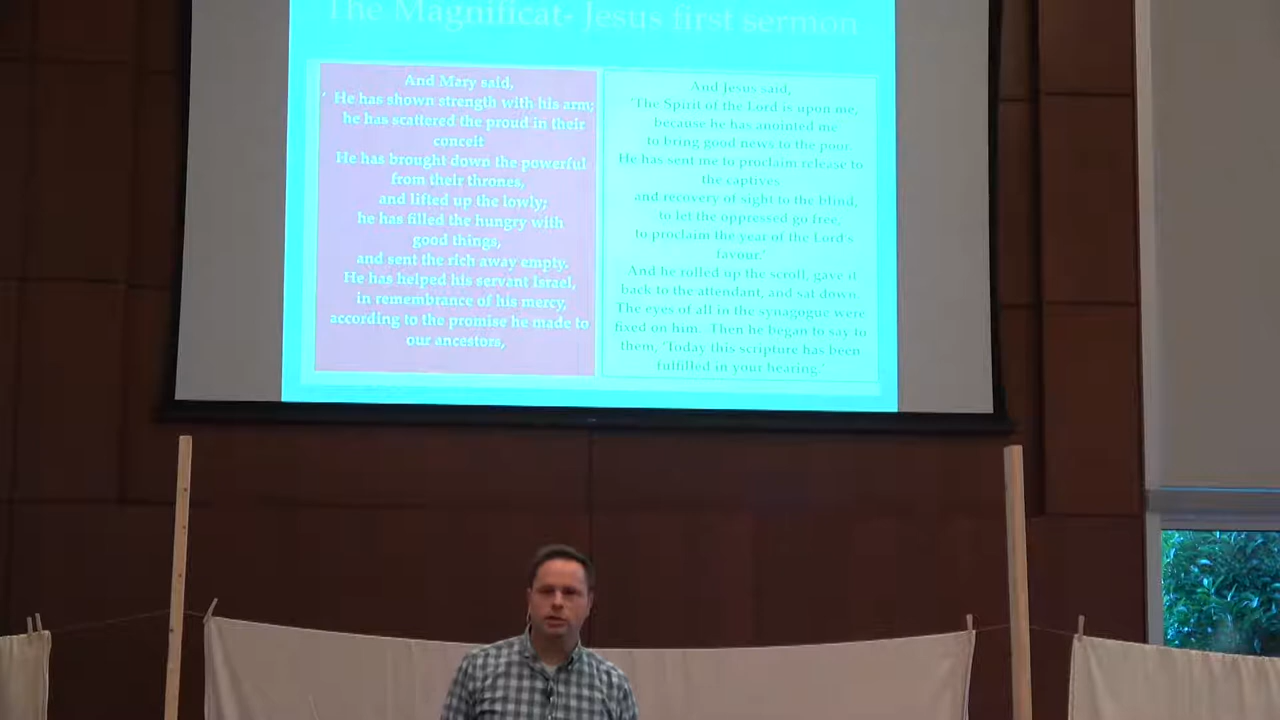 The Magnificat- Jesus first sermon
And Mary said,
‘ He has shown strength with his arm;
he has scattered the proud in their
conceit
He has brought down the powerful
from their thrones,
and lifted up the lowly;
he has filled the hungry with
good things,
and sent the rich away empty.
He has helped his servant Israel,
in remembrance of his mercy,
according to the promise he made to
our ancestors,
And Jesus said,
‘The Spirit of the Lord is upon me,
because he has anointed me
to bring good news to the poor.
He has sent me to proclaim release to
the captives
and recovery of sight to the blind,
to let the oppressed go free,
to proclaim the year of the Lord’s
favour.’
And he rolled up the scroll, gave it
back to the attendant, and sat down.
The eyes of all in the synagogue were
fixed on him. Then he began to say to
them, ‘Today this scripture has been
fulfilled in your hearing.’